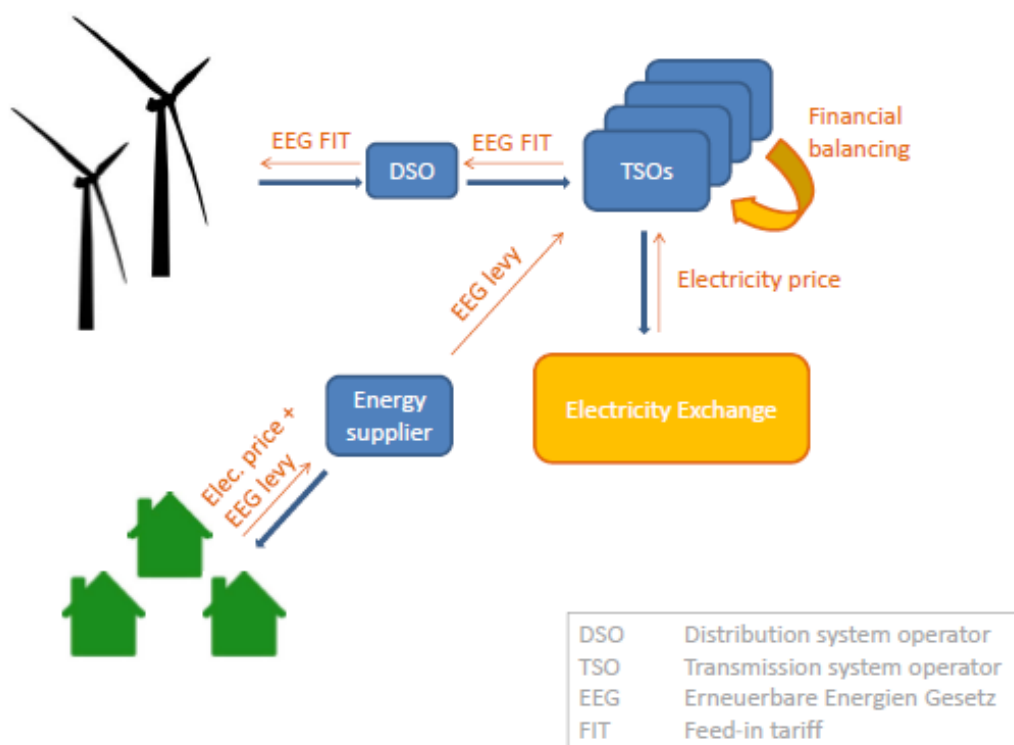 EEG FIT
EEG FIT
DSO
TSOs
Financial
balancing
EEG levy
Electricity price
Energy
supplier
Electricity Exchange
Elec. price +
EEG levy
DSO Distribution system operator
TSO Transmission system operator
EEG Erneuerbare Energien Gesetz
FIT Feed-in tariff